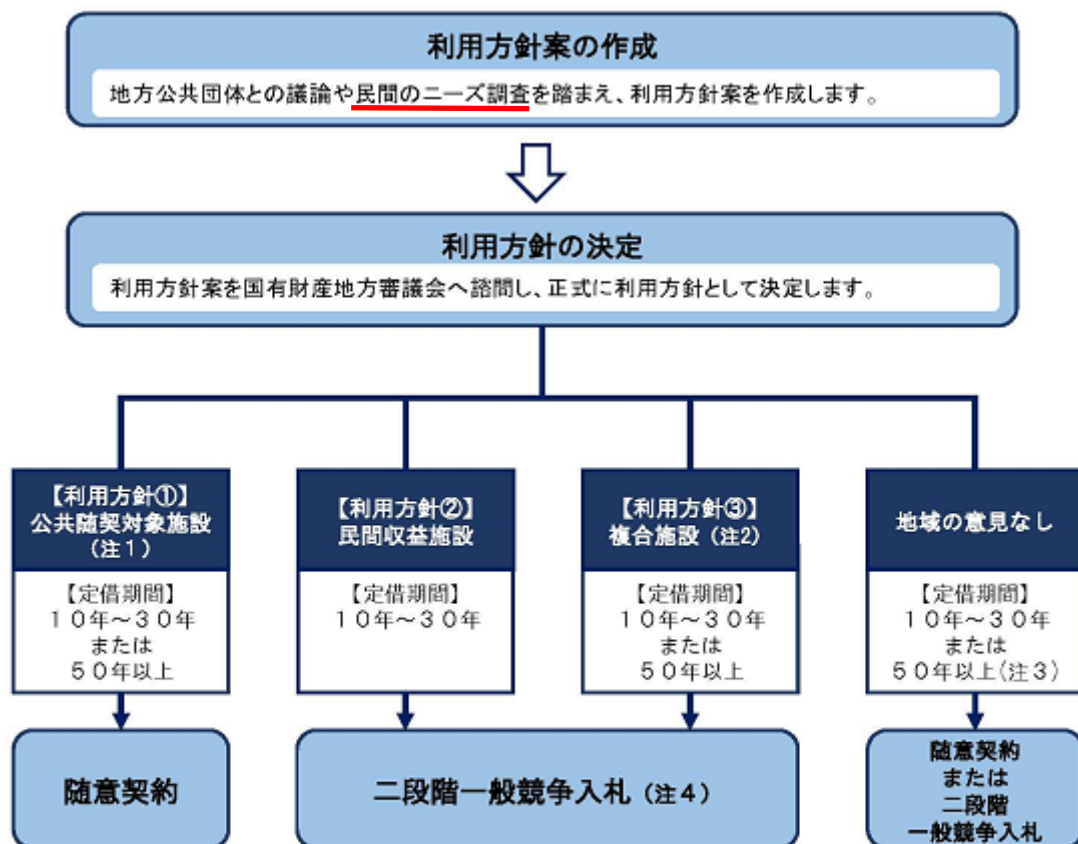 利用方針案の作成
地方公共団体との議論や民間のニーズ調査を踏まえ、利用方針案を作成します。
利用方針の決定
利用方針案を国有財産地方審議会へ諮問し、正式に利用方針として決定します。
【利用方針①】
公共随契対象施設
（注１）
【定借期間】
１０年～３０年
または
５０年以上
随意契約
【利用方針②】
民間収益施設
【定借期間】
１０年～３０年
【利用方針③】
複合施設（注2）
【定借期間】
１０年～３０年
または
５０年以上
二段階一般競争入札（注４）
地域の意見なし
【定借期間】
１０年～３０年
または
５０年以上(注３)
随意契約
または
二段階
一般競争入札